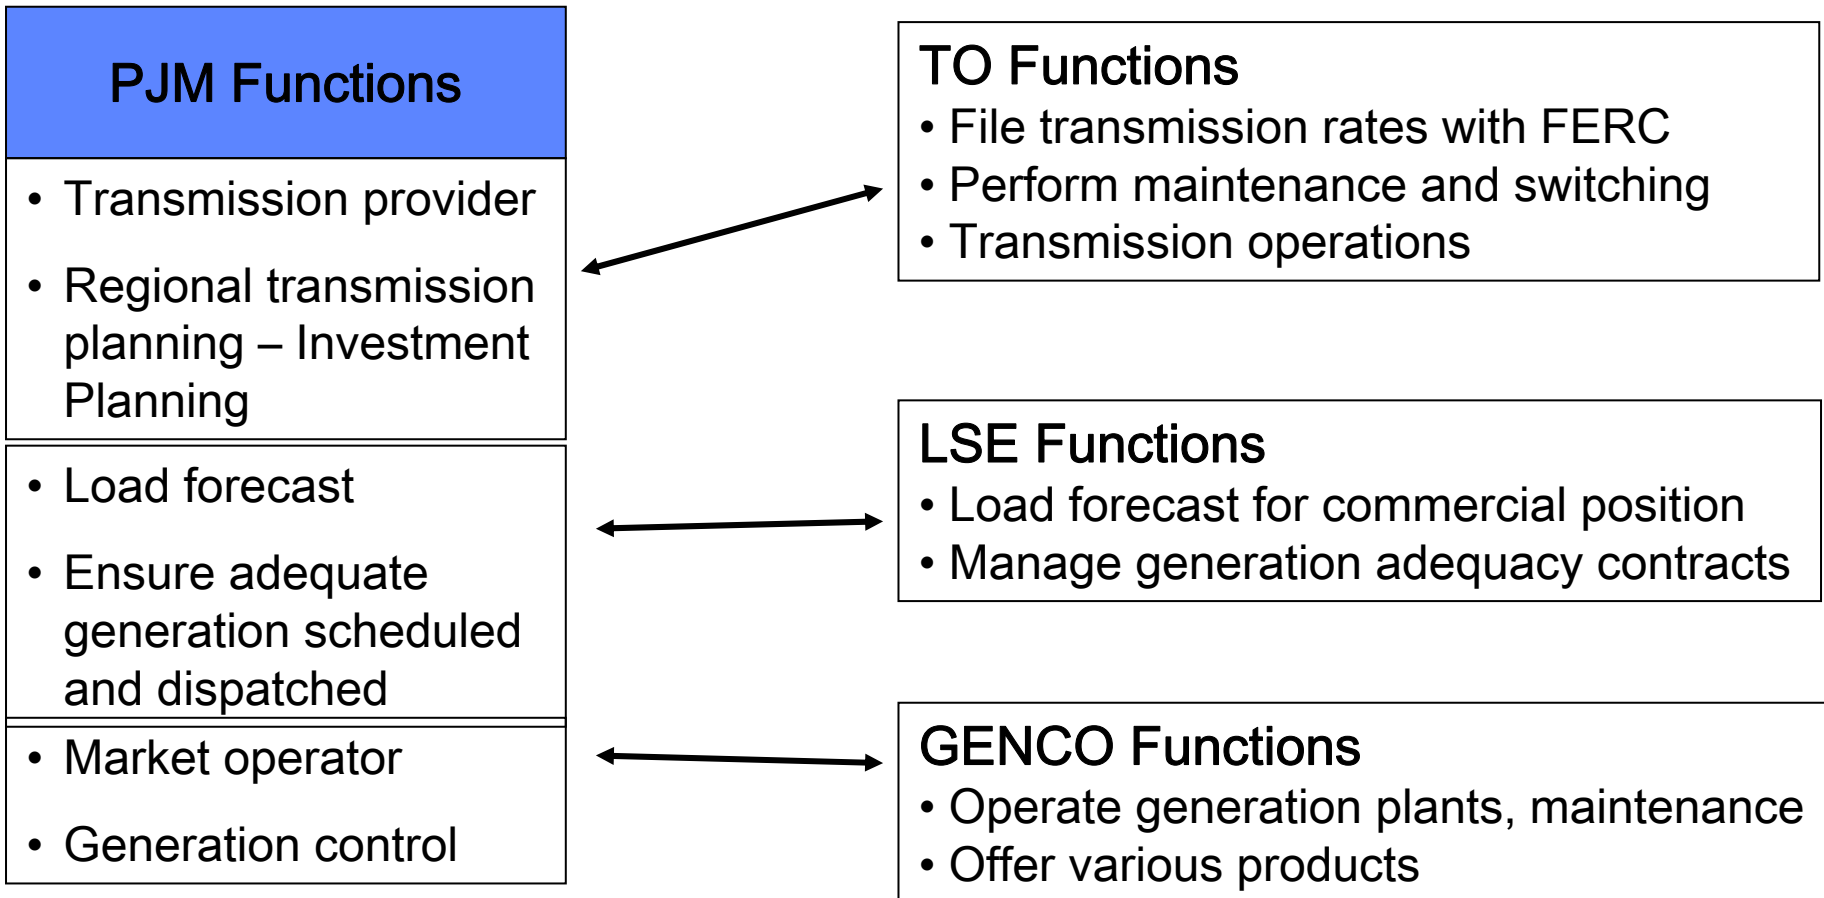 PJM Functions
• Transmission provider
• Regional transmission
planning – Investment
Planning
• Load forecast
• Ensure adequate
generation scheduled
and dispatched
• Market operator
• Generation control
TO Functions
• File transmission rates with FERC
• Perform maintenance and switching
• Transmission operations
LSE Functions
• Load forecast for commercial position
• Manage generation adequacy contracts
GENCO Functions
• Operate generation plants, maintenance
• Offer various products